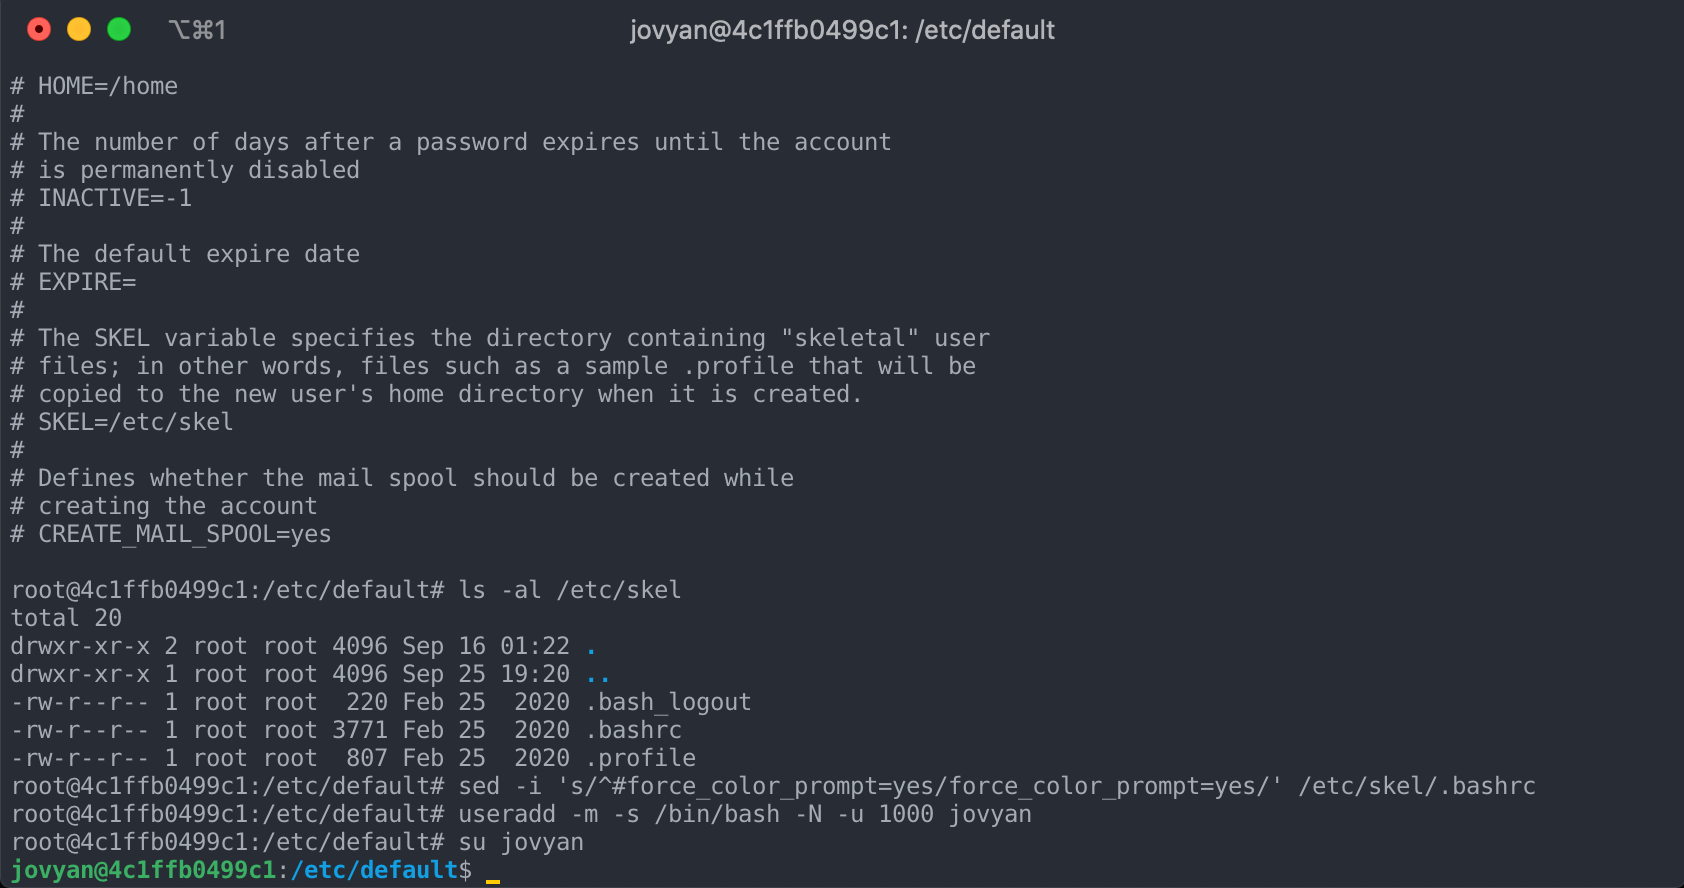 ⌥⌘1
jovyan@4c1ffb0499c1: /etc/default
# HOME=/home
#
# The number of days after a password expires until the account
# is permanently disabled
# INACTIVE=-1
#
# The default expire date
# EXPIRE=
#
# The SKEL variable specifies the directory containing "skeletal" user
# files; in other words, files such as a sample .profile that will be
# copied to the new user's home directory when it is created.
# SKEL=/etc/skel
#
# Defines whether the mail spool should be created while
# creating the account
# CREATE_MAIL_SPOOL=yes

root@4c1ffb0499c1:/etc/default# ls -al /etc/skel
total 20
drwxr-xr-x 2 root root 4096 Sep 16 01:22 .
drwxr-xr-x 1 root root 4096 Sep 25 19:20 ..
-rw-r--r-- 1 root root  220 Feb 25  2020 .bash_logout
-rw-r--r-- 1 root root 3771 Feb 25  2020 .bashrc
-rw-r--r-- 1 root root  807 Feb 25  2020 .profile
root@4c1ffb0499c1:/etc/default# sed -i 's/^#force_color_prompt=yes/force_color_prompt=yes/' /etc/skel/.bashrc
root@4c1ffb0499c1:/etc/default# useradd -m -s /bin/bash -N -u 1000 jovyan
root@4c1ffb0499c1:/etc/default# su jovyan
jovyan@4c1ffb0499c1:/etc/default$ _